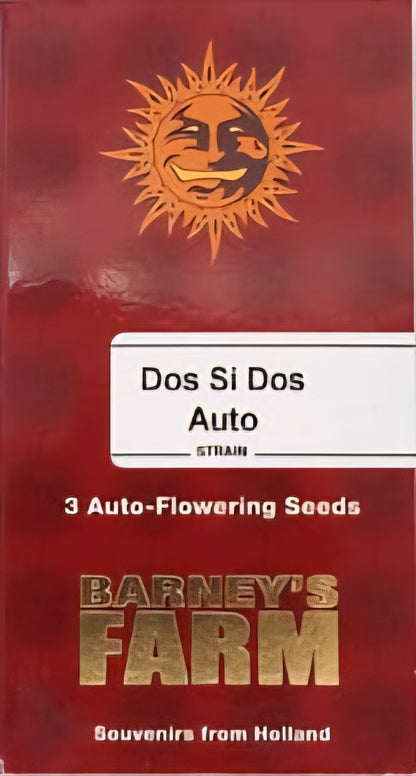 Dos Si Dos
Auto
STRAIN
3 Auto-Flowering Seeds
BARNEY'S
FARM
Souvenirs from Holland